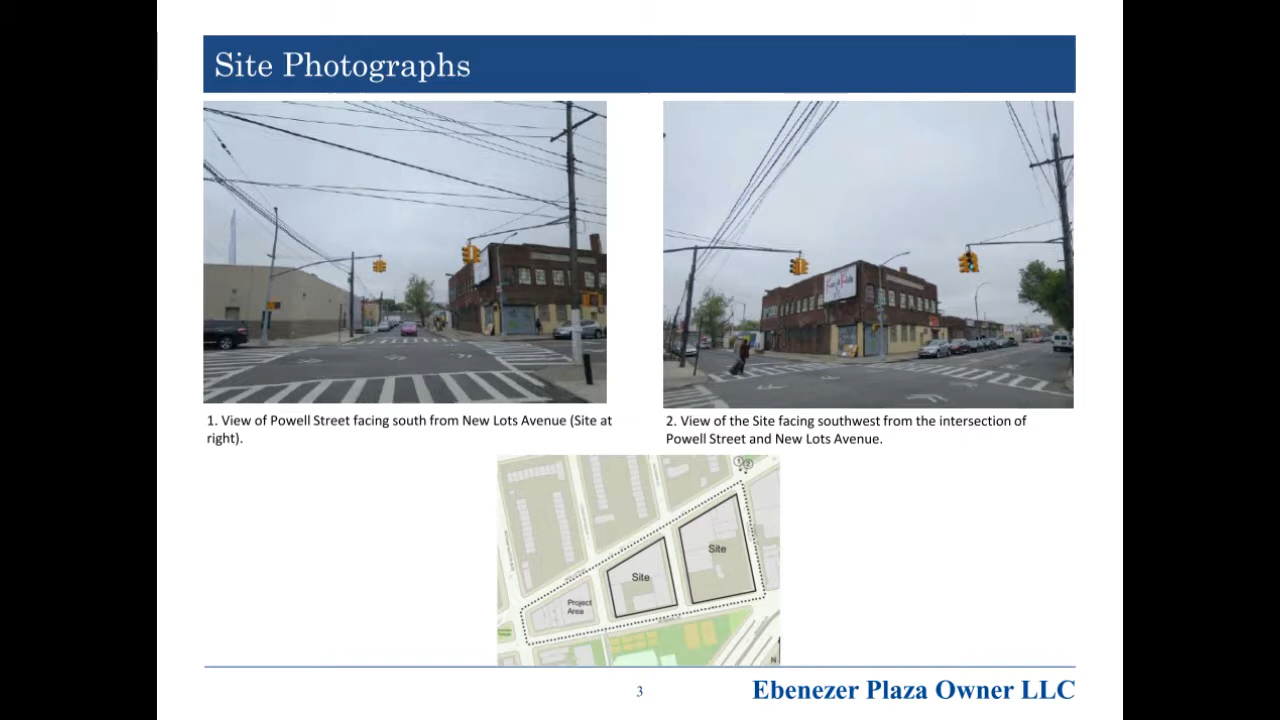 Site Photographs
1. View of Powell Street facing south from New Lots Avenue (Site at
right).
2. View of the Site facing southwest from the intersection of
Powell Street and New Lots Avenue.
1 2
Site
Site
Project
Area
N
3
Ebenezer Plaza Owner LLC